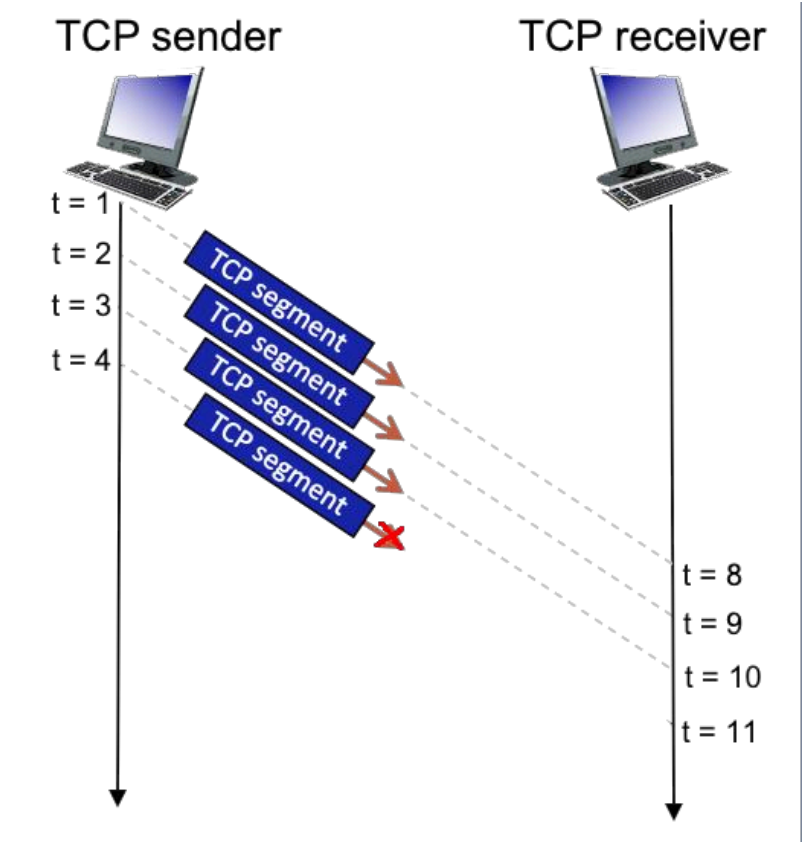 TCP sender
TCP receiver
t = 1
t = 2
t = 3
t = 4
TCP segment
TCP segment
TCP segment
TCP segment
t = 8
t = 9
t = 10
t = 11